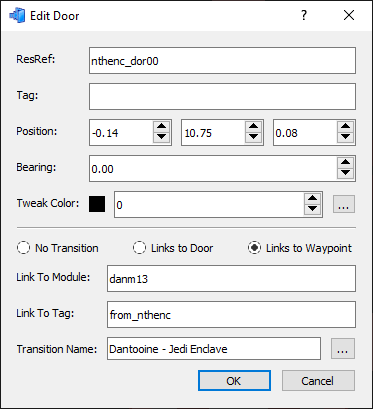 Edit Door ? ×
ResRef: nthenc_dor00
Tag:
Position: -0.14 10.75 0.08
Bearing: 0.00
Tweak Color: 0 ...
No Transition Links to Door Links to Waypoint
Link To Module: danm13
Link To Tag: from_nthenc
Transition Name: Dantooine - Jedi Enclave ...
OK Cancel